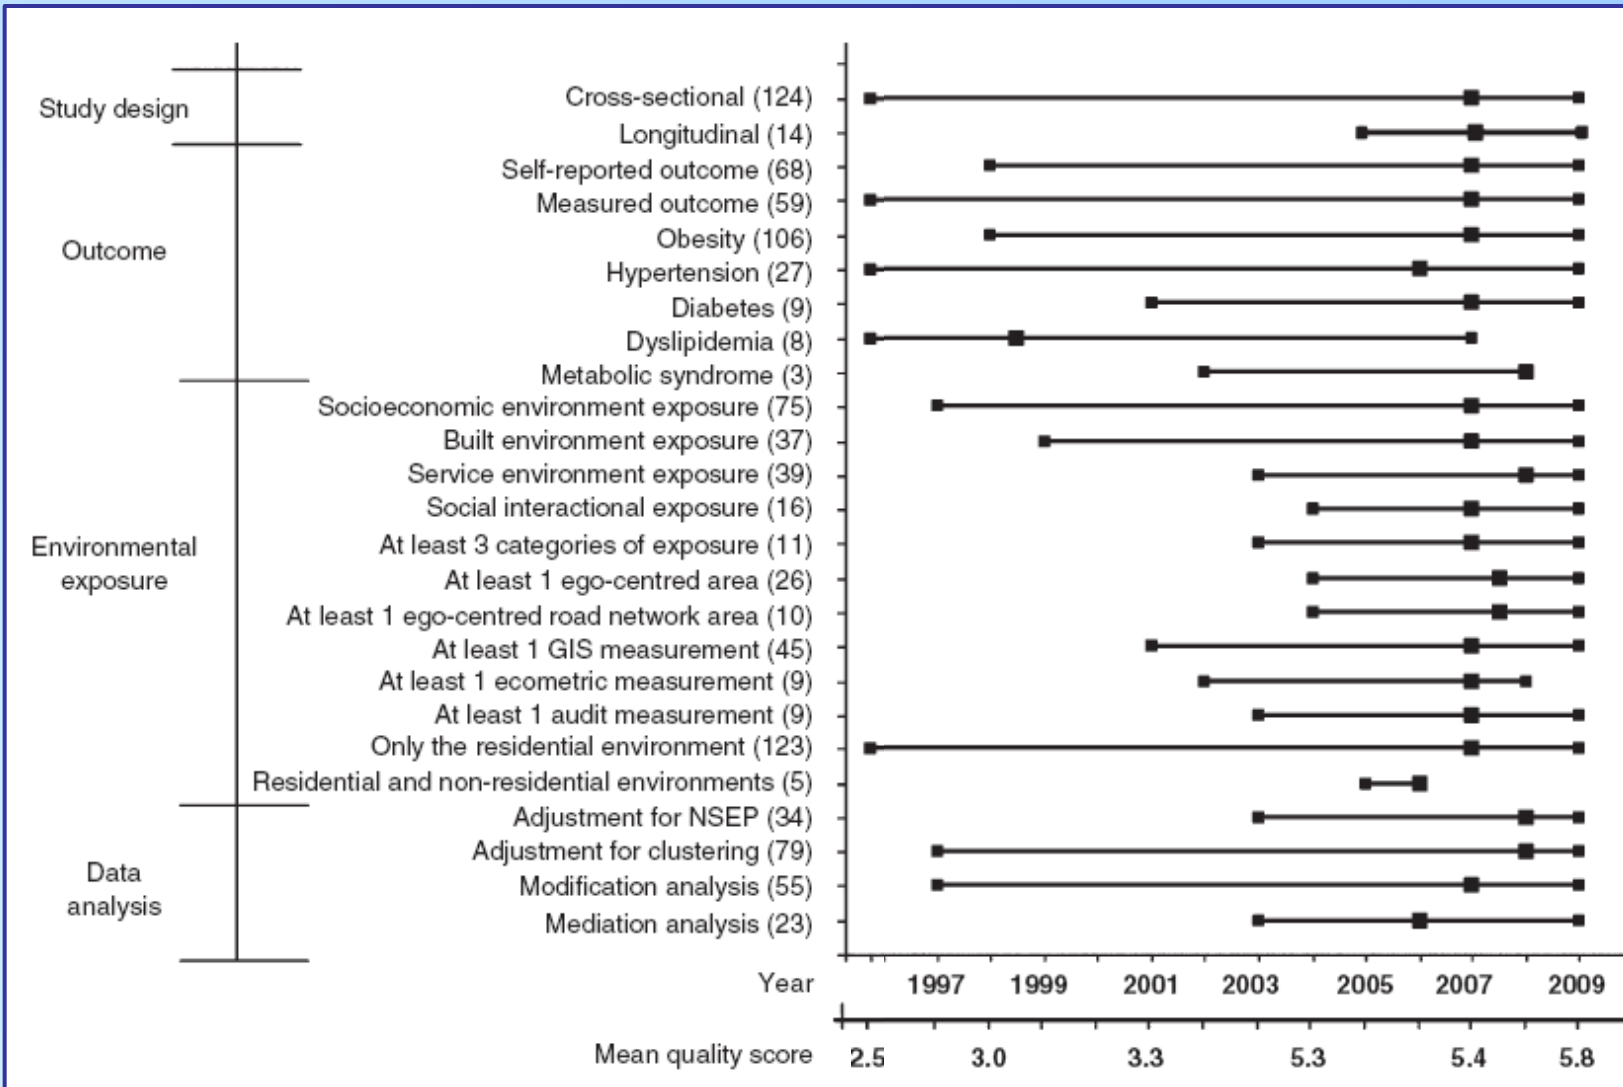 Study design
Cross-sectional (124)
Longitudinal (14)
Outcome
Self-reported outcome (68)
Measured outcome (59)
Obesity (106)
Hypertension (27)
Diabetes (9)
Dyslipidemia (8)
Metabolic syndrome (3)
Environmental
exposure
Socioeconomic environment exposure (75)
Built environment exposure (37)
Service environment exposure (39)
Social interactional exposure (16)
At least 3 categories of exposure (11)
At least 1 ego-centred area (26)
At least 1 ego-centred road network area (10)
At least 1 GIS measurement (45)
At least 1 ecometric measurement (9)
At least 1 audit measurement (9)
Only the residential environment (123)
Residential and non-residential environments (5)
Data
analysis
Adjustment for NSEP (34)
Adjustment for clustering (79)
Modification analysis (55)
Mediation analysis (23)
Year 1997 1999 2001 2003 2005 2007 2009
Mean quality score 2.5 3.0 3.3 5.3 5.4 5.8